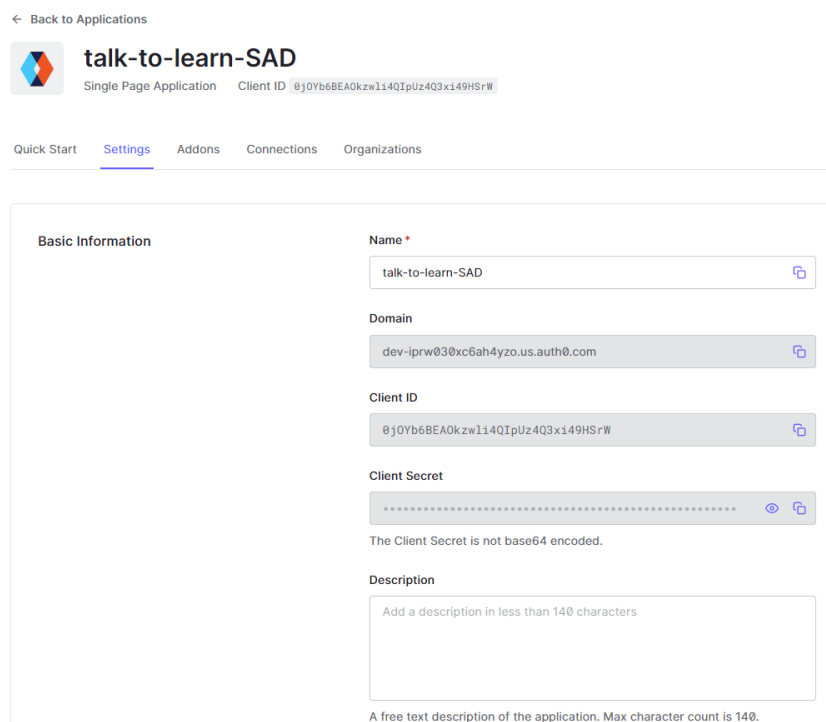 ← Back to Applications
talk-to-learn-SAD
Single Page Application Client ID 0jOYb6BEAOkzwli4QIpUz4Q3xi49HSrW
Quick Start Settings Addons Connections Organizations
Basic Information
Name *
talk-to-learn-SAD
Domain
dev-iprw030xc6ah4yzo.us.auth0.com
Client ID
0jOYb6BEAOkzwli4QIpUz4Q3xi49HSrW
Client Secret
The Client Secret is not base64 encoded.
Description
Add a description in less than 140 characters
A free text description of the application. Max character count is 140.